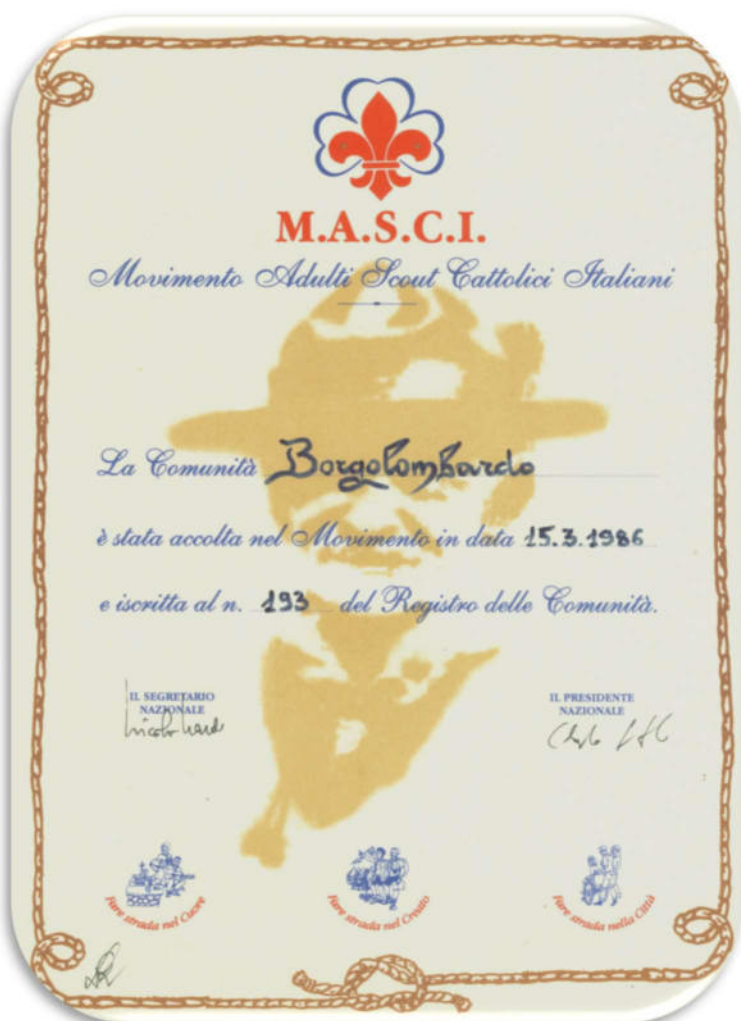 M.A.S.C.I.
Movimento Adulti Scout Cattolici Italiani
La Comunità Borgolombardo
è stata accolta nel Movimento in data 15.3.1986
e iscritta al n. 193 del Registro delle Comunità.
IL SEGRETARIO
NAZIONALE
IL PRESIDENTE
NAZIONALE
Fare strada nel Cuore
Fare strada nel Creato
Fare strada nella Città